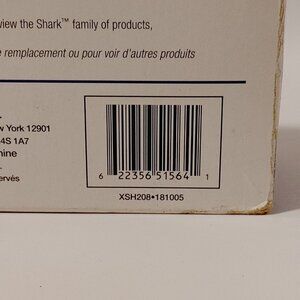 view the Shark™ family of products,
remplacement ou pour voir d'autres produits
w York 12901
4S 1A7
hine
ervés
6 22356 51564 1
XSH208•181005